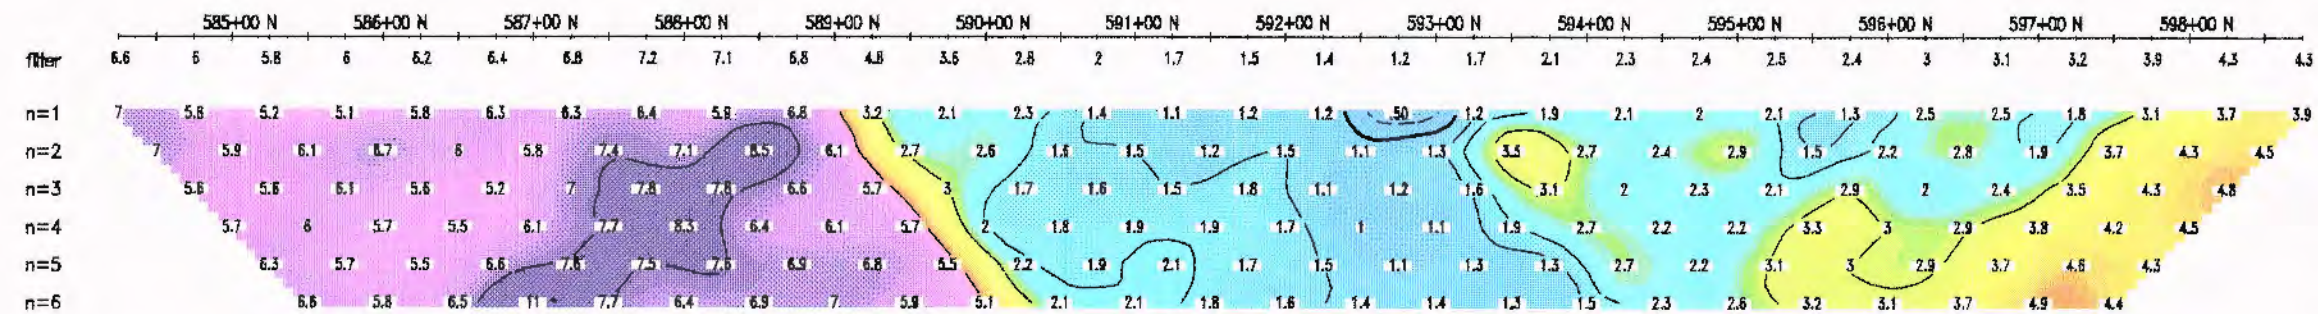 585+00 N 586+00 N 587+00 N 588+00 N 589+00 N 590+00 N 591+00 N 592+00 N 593+00 N 594+00 N 595+00 N 596+00 N 597+00 N 598+00 N
filter 6.6 6 5.8 6 6.2 6.4 6.8 7.2 7.1 6.8 4.8 3.6 2.8 2 1.7 1.5 1.4 1.2 1.7 2.1 2.3 2.4 2.5 2.4 3 3.1 3.2 3.9 4.3 4.3
n=1 7 5.8 5.2 5.1 5.8 6.3 6.3 6.4 5.9 6.8 3.2 2.1 2.3 1.4 1.1 1.2 1.2 .50 1.2 1.9 2.1 2 2.1 1.3 2.5 2.5 1.8 3.1 3.7 3.9
n=2 7 5.9 6.1 6.7 6 5.8 7.4 7.1 8.5 6.1 2.7 2.6 1.6 1.5 1.2 1.5 1.1 1.3 3.5 2.7 2.4 2.9 1.5 2.2 2.8 1.9 3.7 4.3 4.5
n=3 5.6 5.6 6.1 5.6 5.2 7 7.8 7.8 6.6 5.7 3 1.7 1.6 1.5 1.8 1.1 1.2 1.6 3.1 2 2.3 2.1 2.9 2 2.4 3.5 4.3 4.8
n=4 5.7 6 5.7 5.5 6.1 7.7 8.3 6.4 6.1 5.7 2 1.8 1.9 1.9 1.7 1 1.1 1.9 2.7 2.2 2.2 3.3 3 2.9 3.8 4.2 4.5
n=5 6.3 5.7 5.5 6.6 7.8 7.5 7.6 6.9 6.8 5.5 2.2 1.9 2.1 1.7 1.5 1.1 1.3 1.3 2.7 2.2 3.1 3 2.9 3.7 4.6 4.3
n=6 6.6 5.8 6.5 11 7.7 6.4 6.9 7 5.9 5.1 2.1 2.1 1.8 1.6 1.4 1.4 1.3 1.5 2.3 2.6 3.2 3.1 3.7 4.9 4.4